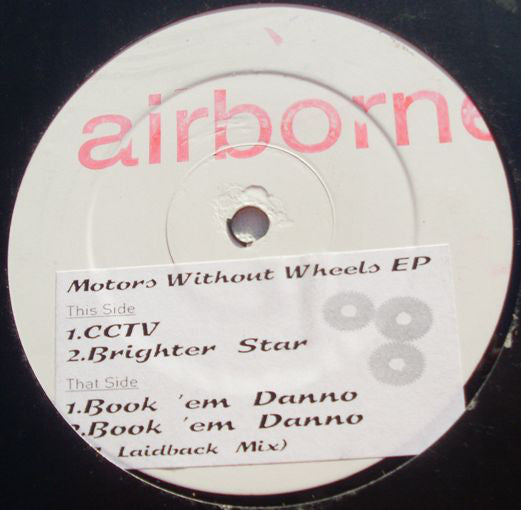 airborne
Motors Without Wheels EP
This Side
1.CCTV
2.Brighter Star
That Side
1.Book 'em Danno
2.Book 'em Danno
Laidback Mix)